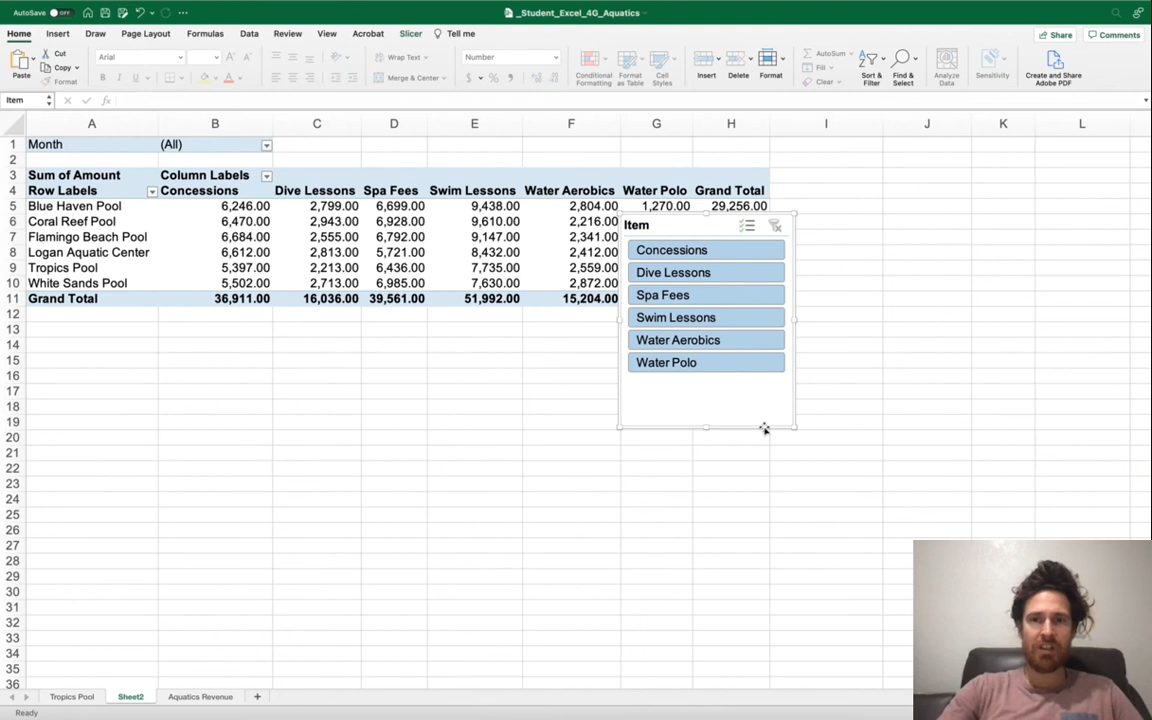 AutoSave OFF
_Student_Excel_4G_Aquatics
Home Insert Draw Page Layout Formulas Data Review View Acrobat Slicer Tell me
Share Comments
Paste
Cut
Copy
Format
Arial
B I U
Wrap Text
Merge & Center
Number
$ % 
Conditional Formatting
Format as Table
Cell Styles
Insert
Delete
Format
AutoSum
Fill
Clear
Sort & Filter
Find & Select
Analyze Data
Sensitivity
Create and Share Adobe PDF
Item fx
A B C D E F G H I J K L
1 Month (All)
2
3 Sum of Amount Column Labels
4 Row Labels Concessions Dive Lessons Spa Fees Swim Lessons Water Aerobics Water Polo Grand Total
5 Blue Haven Pool 6,246.00 2,799.00 6,699.00 9,438.00 2,804.00 1,270.00 29,256.00
6 Coral Reef Pool 6,470.00 2,943.00 6,928.00 9,610.00 2,216.00
7 Flamingo Beach Pool 6,684.00 2,555.00 6,792.00 9,147.00 2,341.00
8 Logan Aquatic Center 6,612.00 2,813.00 5,721.00 8,432.00 2,412.00
9 Tropics Pool 5,397.00 2,213.00 6,436.00 7,735.00 2,559.00
10 White Sands Pool 5,502.00 2,713.00 6,985.00 7,630.00 2,872.00
11 Grand Total 36,911.00 16,036.00 39,561.00 51,992.00 15,204.00
Item
Concessions
Dive Lessons
Spa Fees
Swim Lessons
Water Aerobics
Water Polo
12
13
14
15
16
17
18
19
20
21
22
23
24
25
26
27
28
29
30
31
32
33
34
35
36
Tropics Pool Sheet2 Aquatics Revenue +
Ready